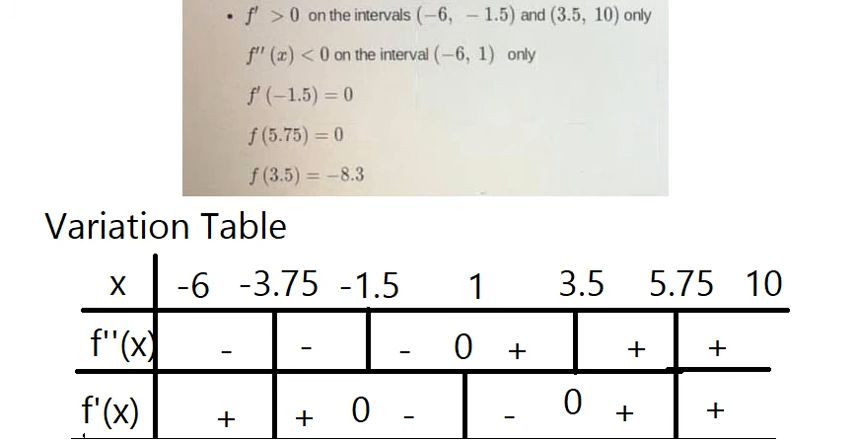 • f' > 0 on the intervals (−6, − 1.5) and (3.5, 10) only
f'' (x) < 0 on the interval (−6, 1) only
f' (−1.5) = 0
f (5.75) = 0
f (3.5) = −8.3
Variation Table
x -6 -3.75 -1.5 1 3.5 5.75 10
f''(x) - - - 0 + + +
f'(x) + + 0 - - 0 + +